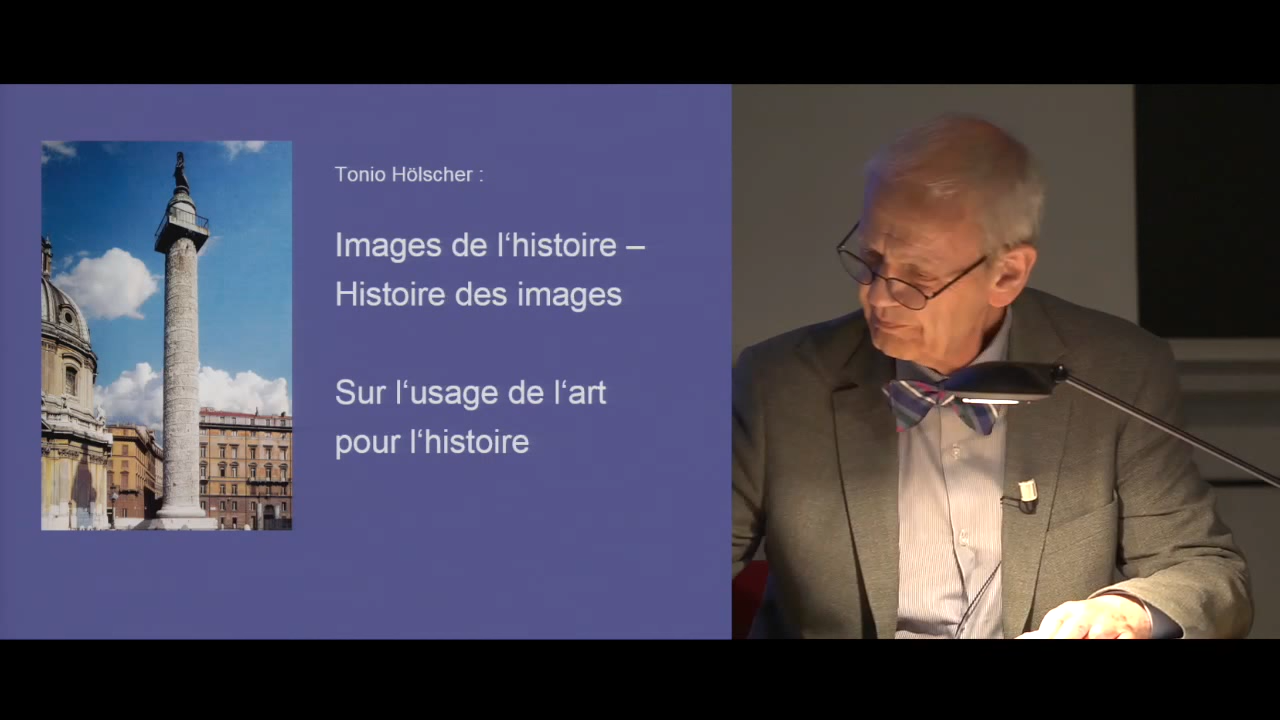 Tonio Hölscher :
Images de l‘histoire –
Histoire des images
Sur l‘usage de l‘art
pour l‘histoire